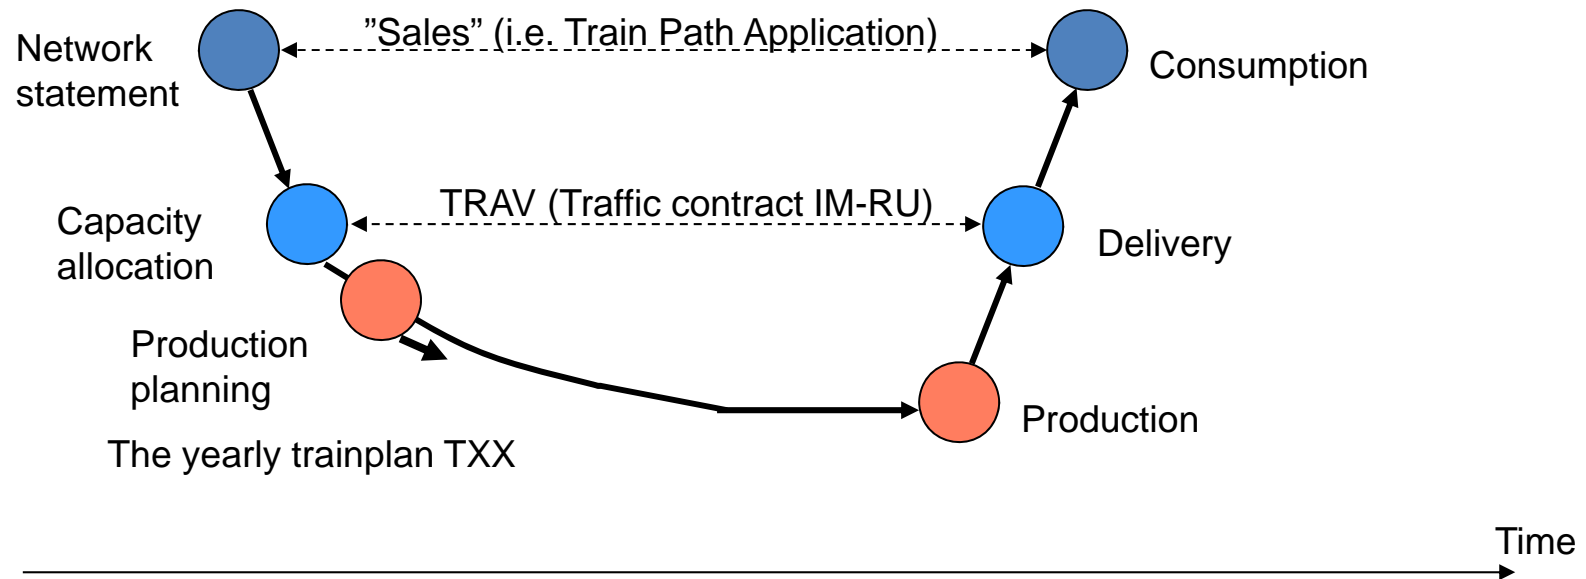 Network
statement
”Sales” (i.e. Train Path Application)
Consumption
Capacity
allocation
TRAV (Traffic contract IM-RU)
Delivery
Production
planning
Production
The yearly trainplan TXX
Time